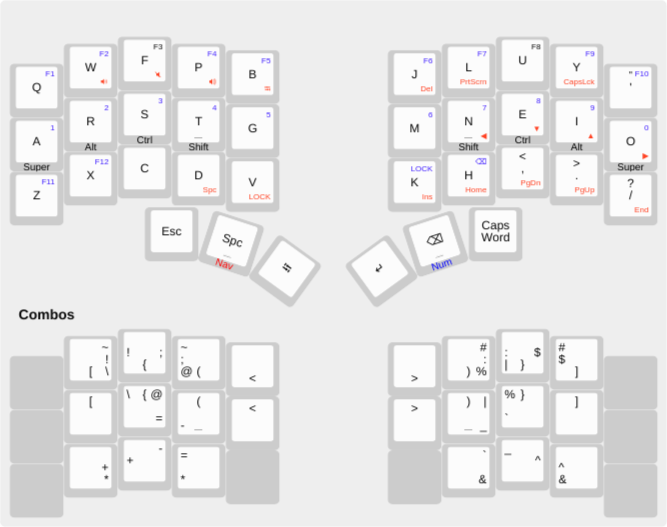 F1 F2 F3 F4 F5 F6 F7 F8 F9 F10
Q W F P B J L U Y " '
Del PrtScrn CapsLck
1 2 3 4 6 7 8 9 0
A R S T G M N E I O
_ _
Super Alt Ctrl Shift Shift Ctrl Alt Super
F11 F12 LOCK ⌫
Z X C D V K H < , > . ? /
Spc LOCK Ins Home PgDn PgUp End
Esc Spc ⇆ ↵ ⌫ Caps
Word
_ _
Nav Num
Combos
~ ! [ \ ! ; { ~ ; @ ( < > # : ) % : $ | } # $ ]
[ \ { @ = ( - _ < > ) | _ _ % } ` ]
+ * - + = * ` & _ ^ ^ &